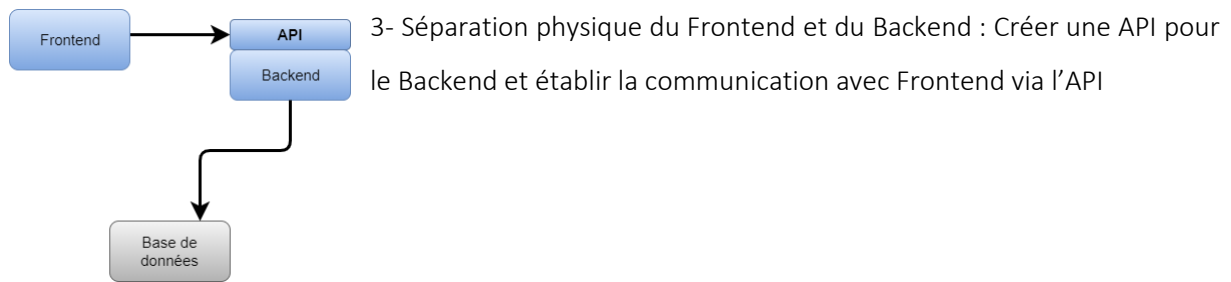 Frontend
API
Backend
3- Séparation physique du Frontend et du Backend : Créer une API pour
le Backend et établir la communication avec Frontend via l’API
Base de
données